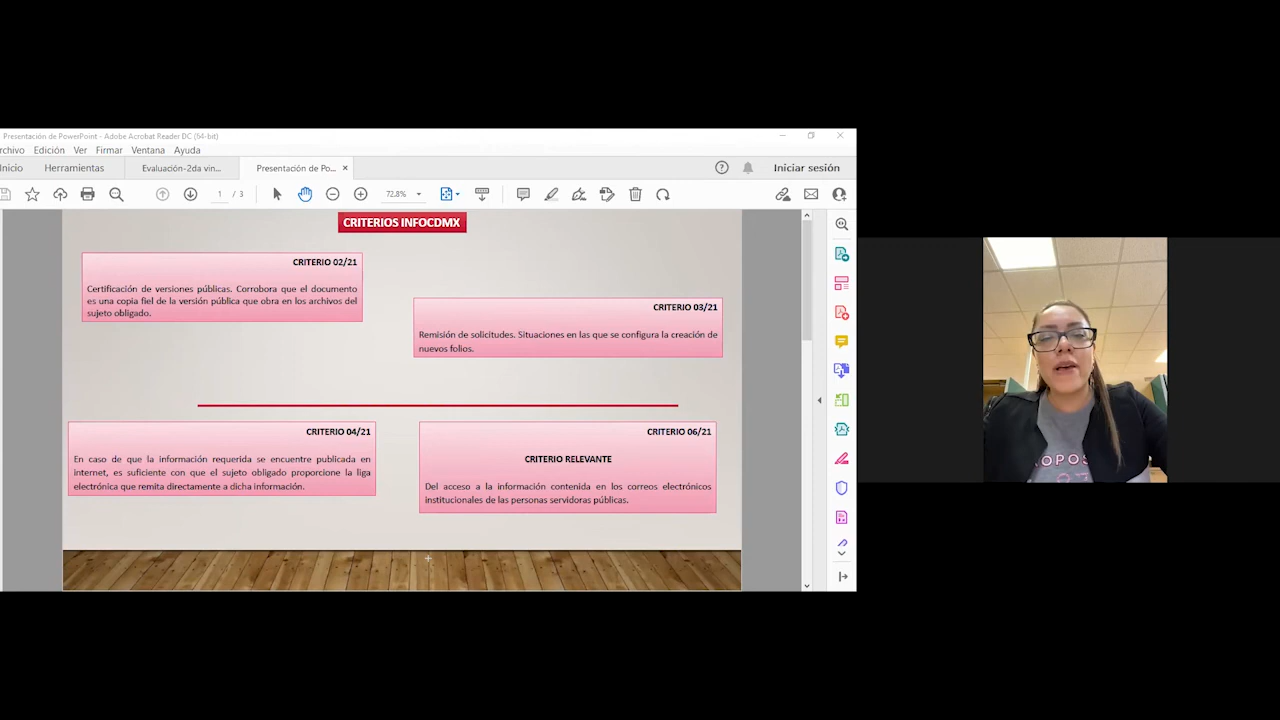 Presentación de PowerPoint - Adobe Acrobat Reader DC (64-bit)
rchivo Edición Ver Firmar Ventana Ayuda
Inicio Herramientas Evaluación-2da vin... Presentación de Po... × Iniciar sesión
1 / 3 72.8%
CRITERIOS INFOCDMX
CRITERIO 02/21
Certificación de versiones públicas. Corrobora que el documento
es una copia fiel de la versión pública que obra en los archivos del
sujeto obligado.
CRITERIO 03/21
Remisión de solicitudes. Situaciones en las que se configura la creación de
nuevos folios.
CRITERIO 04/21
En caso de que la información requerida se encuentre publicada en
internet, es suficiente con que el sujeto obligado proporcione la liga
electrónica que remita directamente a dicha información.
CRITERIO 06/21
CRITERIO RELEVANTE
Del acceso a la información contenida en los correos electrónicos
institucionales de las personas servidoras públicas.